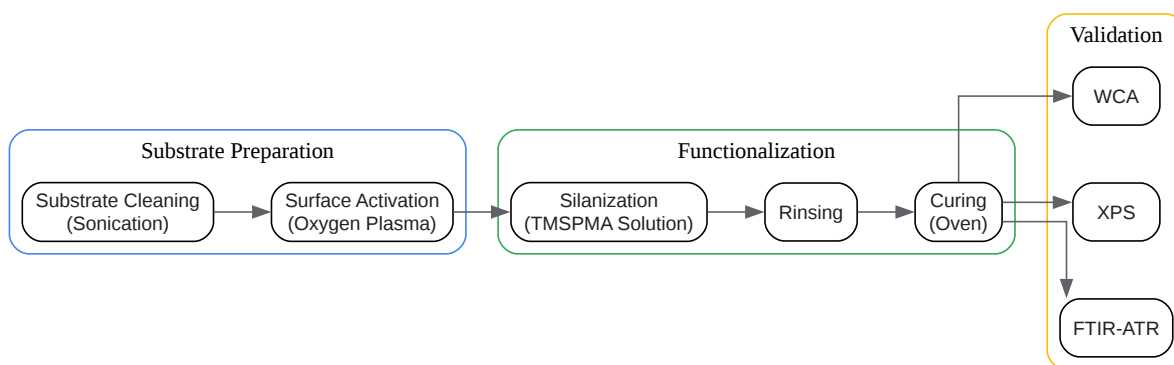 Substrate Preparation
Substrate Cleaning
(Sonication)
Surface Activation
(Oxygen Plasma)
Functionalization
Silanization
(TMSPMA Solution)
Rinsing
Curing
(Oven)
Validation
WCA
XPS
FTIR-ATR